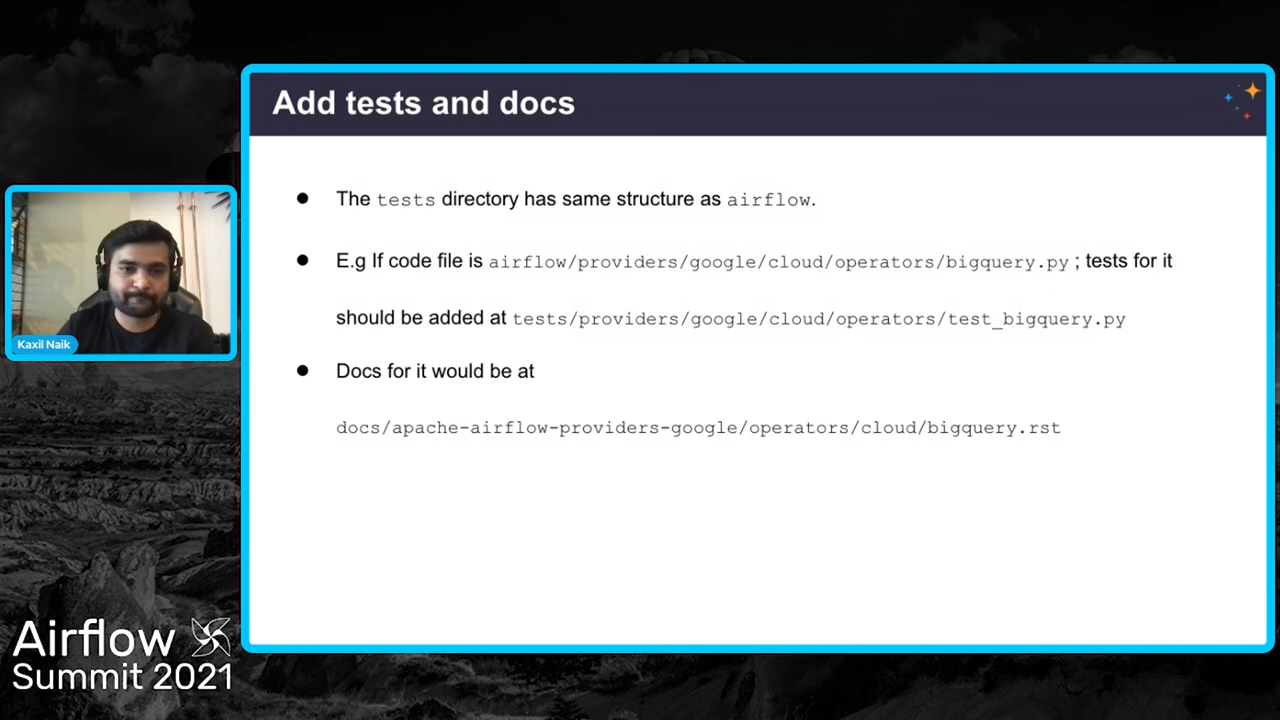 Add tests and docs
● The tests directory has same structure as airflow.
● E.g If code file is airflow/providers/google/cloud/operators/bigquery.py ; tests for it
should be added at tests/providers/google/cloud/operators/test_bigquery.py
● Docs for it would be at
docs/apache-airflow-providers-google/operators/cloud/bigquery.rst
Kaxil Naik
Airflow
Summit 2021